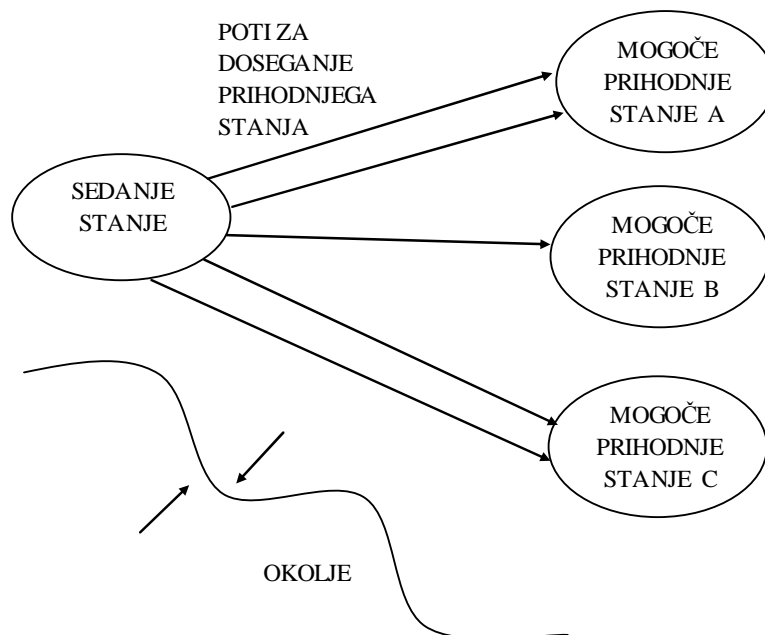 POTI ZA
DOSEGANJE
PRIHODNJEGA
STANJA
MOGOČE
PRIHODNJE
STANJE A
SEDANJE
STANJE
MOGOČE
PRIHODNJE
STANJE B
MOGOČE
PRIHODNJE
STANJE C
OKOLJE